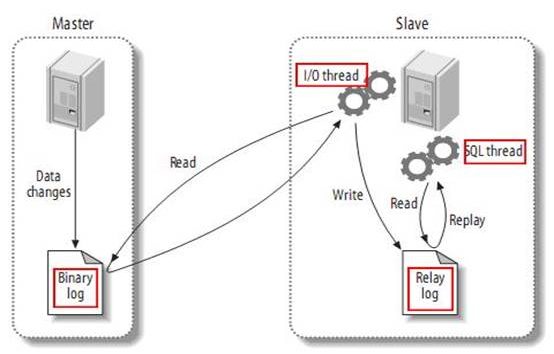 Master
Slave
I/O thread
SQL thread
Read
Data
changes
Write
Read
Replay
Binary
log
Relay
log